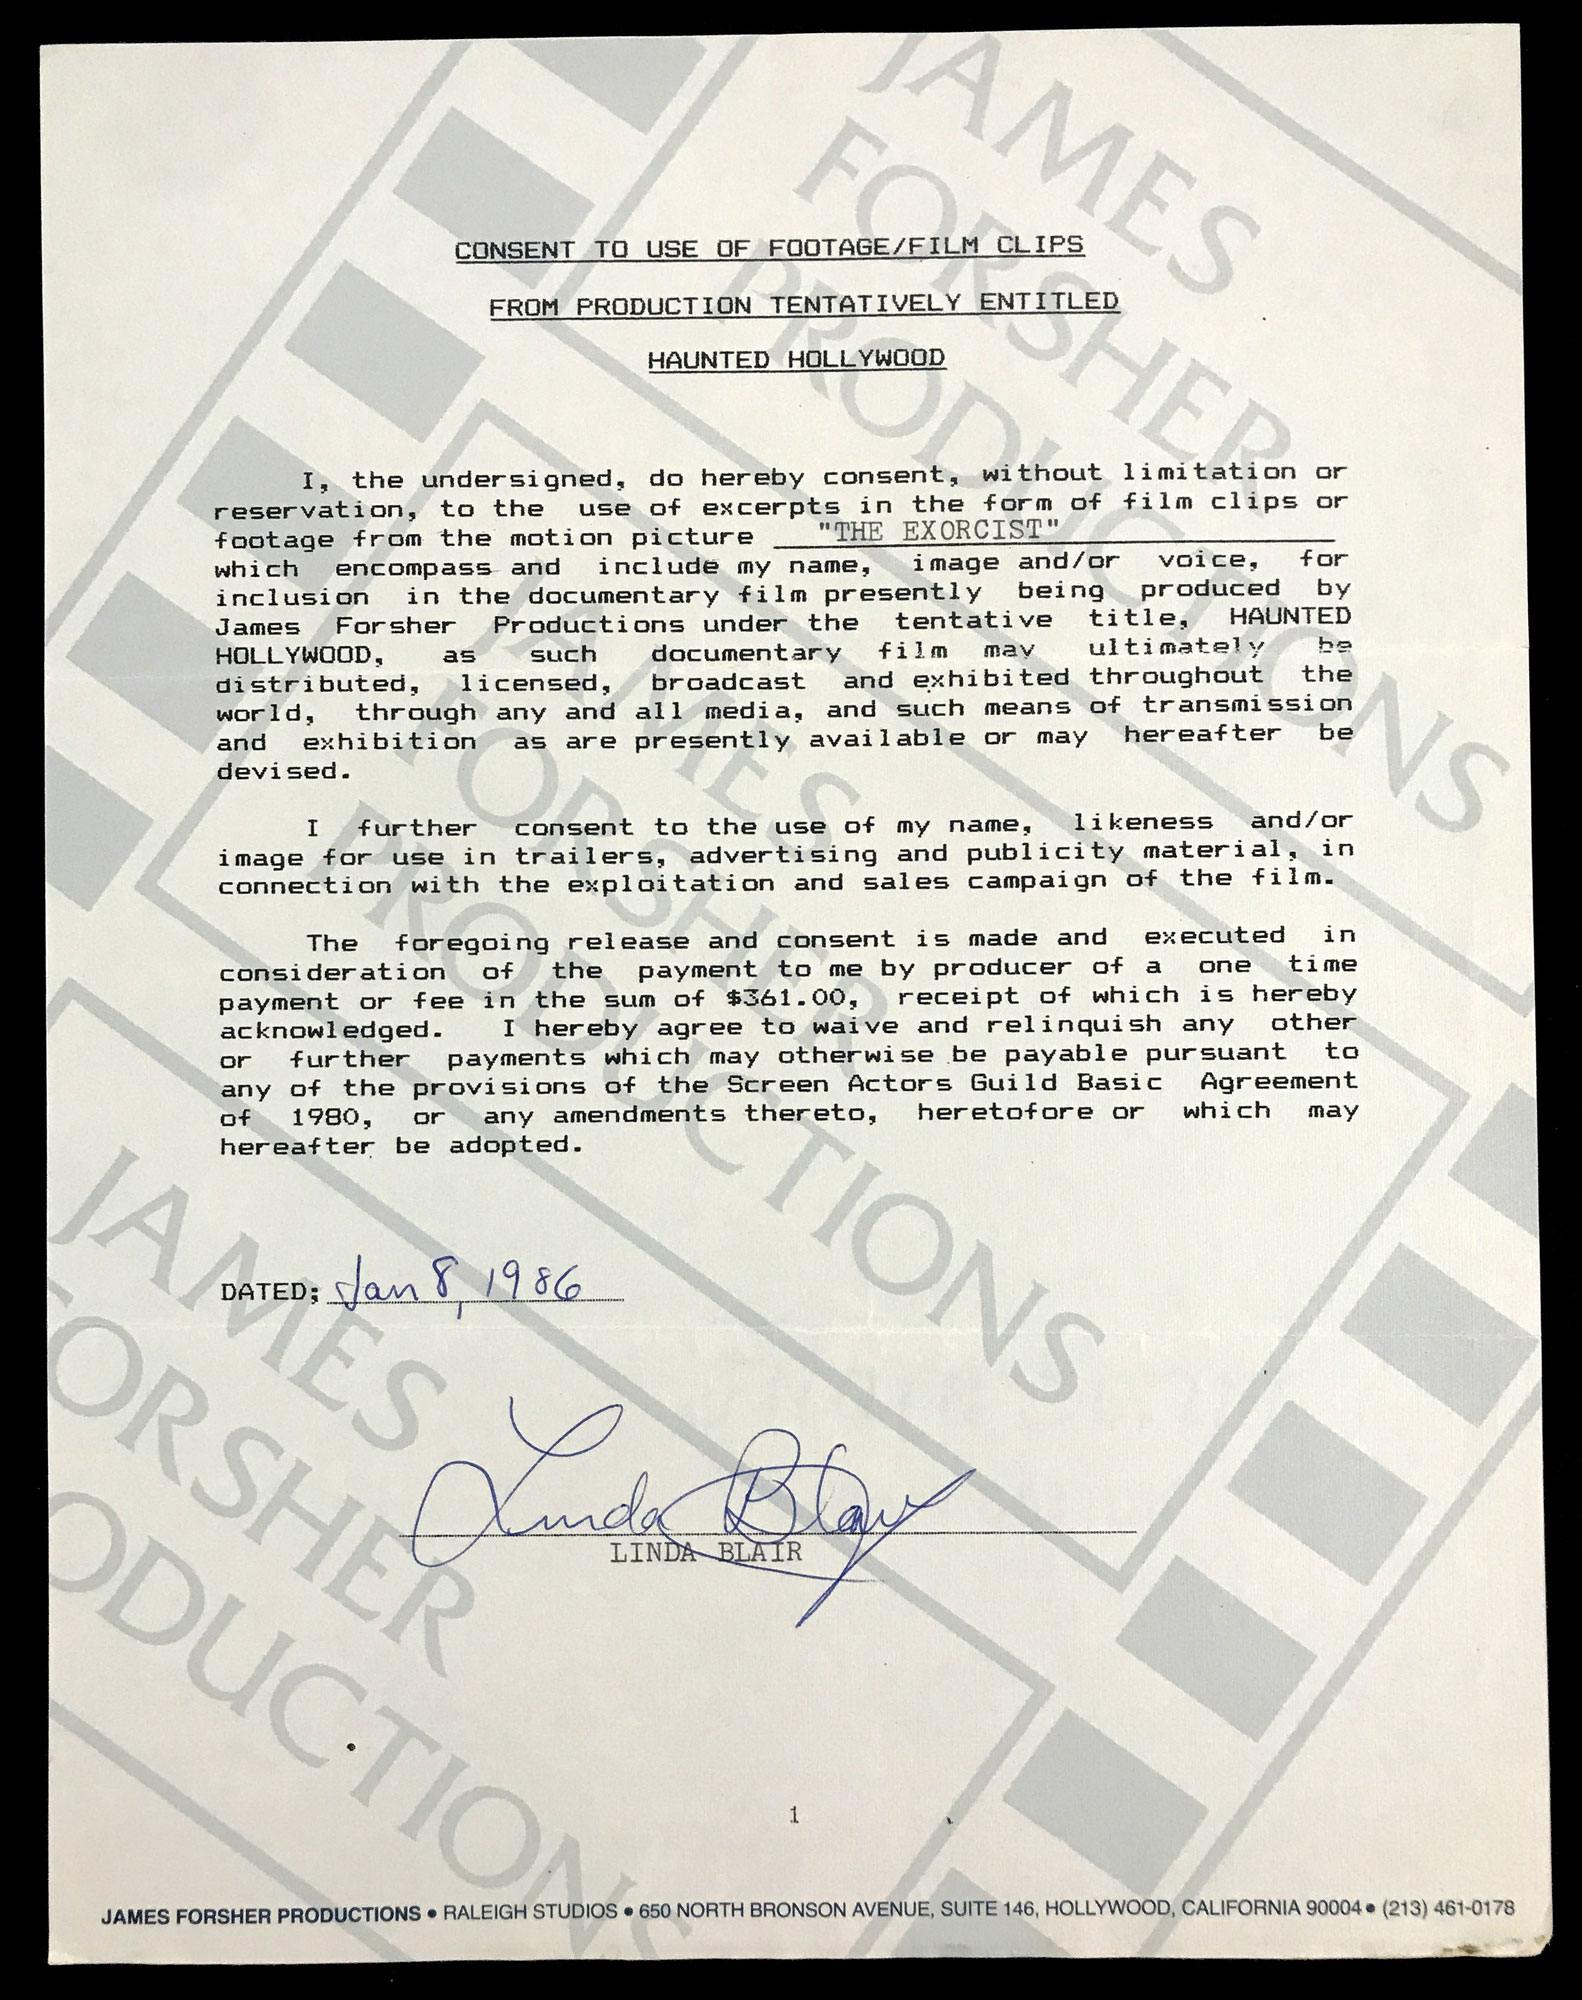 CONSENT TO USE OF FOOTAGE/FILM CLIPS
FROM PRODUCTION TENTATIVELY ENTITLED
HAUNTED HOLLYWOOD
I, the undersigned, do hereby consent, without limitation or
reservation, to the use of excerpts in the form of film clips or
footage from the motion picture "THE EXORCIST"
which encompass and include my name, image and/or voice, for
inclusion in the documentary film presently being produced by
James Forsher Productions under the tentative title, HAUNTED
HOLLYWOOD, as such documentary film may ultimately be
distributed, licensed, broadcast and exhibited throughout the
world, through any and all media, and such means of transmission
and exhibition as are presently available or may hereafter be
devised.
I further consent to the use of my name, likeness and/or
image for use in trailers, advertising and publicity material, in
connection with the exploitation and sales campaign of the film.
The foregoing release and consent is made and executed in
consideration of the payment to me by producer of a one time
payment or fee in the sum of $361.00, receipt of which is hereby
acknowledged. I hereby agree to waive and relinquish any other
or further payments which may otherwise be payable pursuant to
any of the provisions of the Screen Actors Guild Basic Agreement
of 1980, or any amendments thereto, heretofore or which may
hereafter be adopted.
DATED; Jan 8, 1986
Linda Blair
LINDA BLAIR
1
JAMES FORSHER PRODUCTIONS • RALEIGH STUDIOS • 650 NORTH BRONSON AVENUE, SUITE 146, HOLLYWOOD, CALIFORNIA 90004 • (213) 461-0178
JAMES
FORSHER
PRODUCTIONS
JAMES
FORSHER
PRODUCTIONS
JAMES
FORSHER
PRODUCTIONS